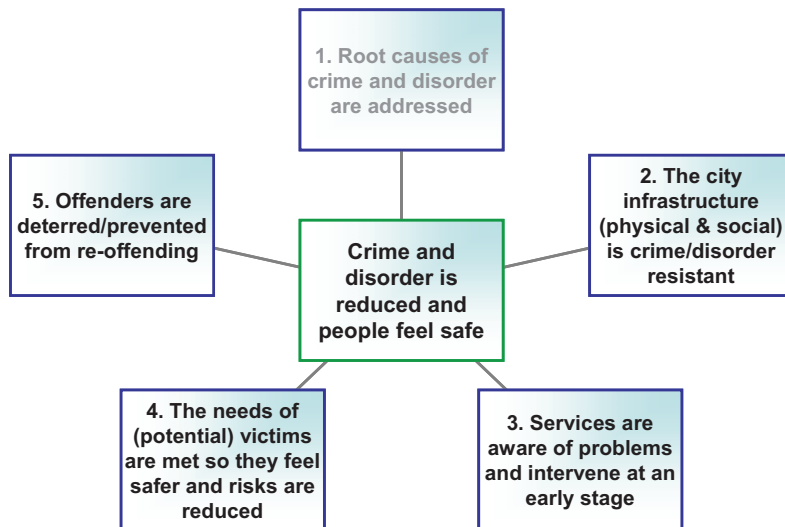 1. Root causes of
crime and disorder
are addressed
2. The city
infrastructure
(physical & social)
is crime/disorder
resistant
3. Services are
aware of problems
and intervene at an
early stage
4. The needs of
(potential) victims
are met so they feel
safer and risks are
reduced
5. Offenders are
deterred/prevented
from re-offending
Crime and
disorder is
reduced and
people feel safe